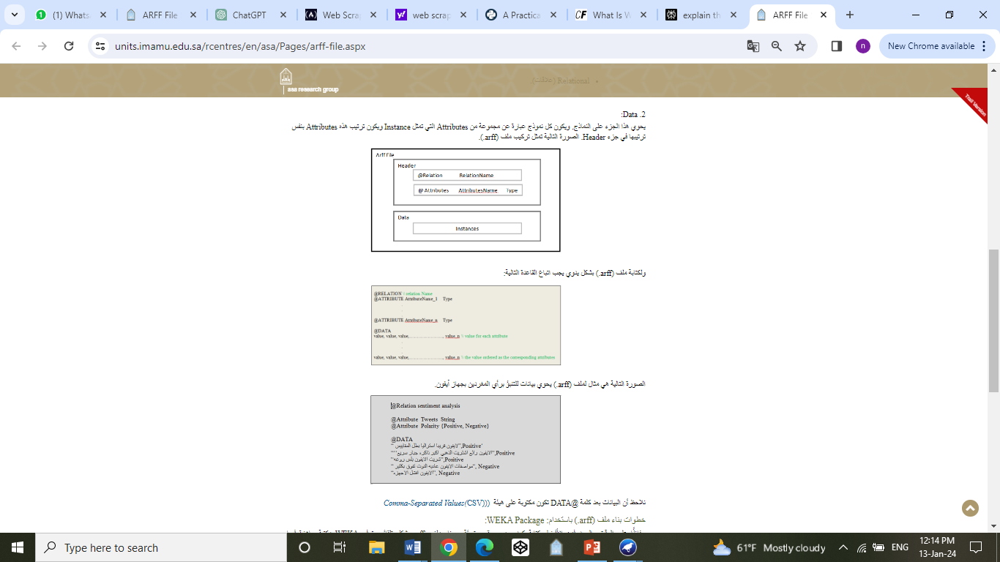 (1) Whats
ARFF File
ChatGPT
Web Scra
web scrap
A Practica
What Is W
explain th
ARFF File
units.imamu.edu.sa/rcentres/en/asa/Pages/arff-file.aspx
n
New Chrome available
asa research group
Relational
Trail Version
2. Data:
يحوي هذا الجزء على النماذج. ويكون كل نموذج عبارة عن مجموعة من Attributes التي تمثل Instance ويكون ترتيب هذه Attributes بنفس
ترتيبها في جزء Header. الصورة التالية تمثل تركيب ملف (arff.).
Arff File
Header
@Relation RelationName
@ Attributes AttributesName Type
Data
Instances
ولكتابة ملف (arff.) بشكل يدوي يجب اتباع القاعدة التالية:
@RELATION \\ relation Name
@ATTRIBUTE AttributeName_1 Type
.
.
@ATTRIBUTE AttributeName_n Type
@DATA
value, value, value,........................, value_n \\ value for each attribute
.
.
value, value, value,........................, value_n \\ the value ordered as the corresponding attributes
الصورة التالية هي مثال لملف (arff.) يحوي بيانات للتنبؤ برأي المغردين بجهاز أيفون.
@Relation sentiment analysis
@Attribute Tweets String
@Attribute Polarity {Positive, Negative}
@DATA
"لايفون قريبا استراليا بطل المقاييس",Positive'
"الايفون رائع اشتريت الذهبي اكبر ذاكره جبار سريع",Positive
"شريت الايفون بلس روعه",Positive
"مواصفات الايفون عاديه النوت تفوق بكثير", Negative
"الايفون افشل الاجهزه", Negative
نلاحظ أن البيانات بعد كلمة @DATA تكون مكتوبة على هيئة (((Comma-Separated Values(CSV
خطوات بناء ملف (arff.) باستخدام: WEKA Package:
Type here to search
61°F Mostly cloudy
ENG
12:14 PM
13-Jan-24